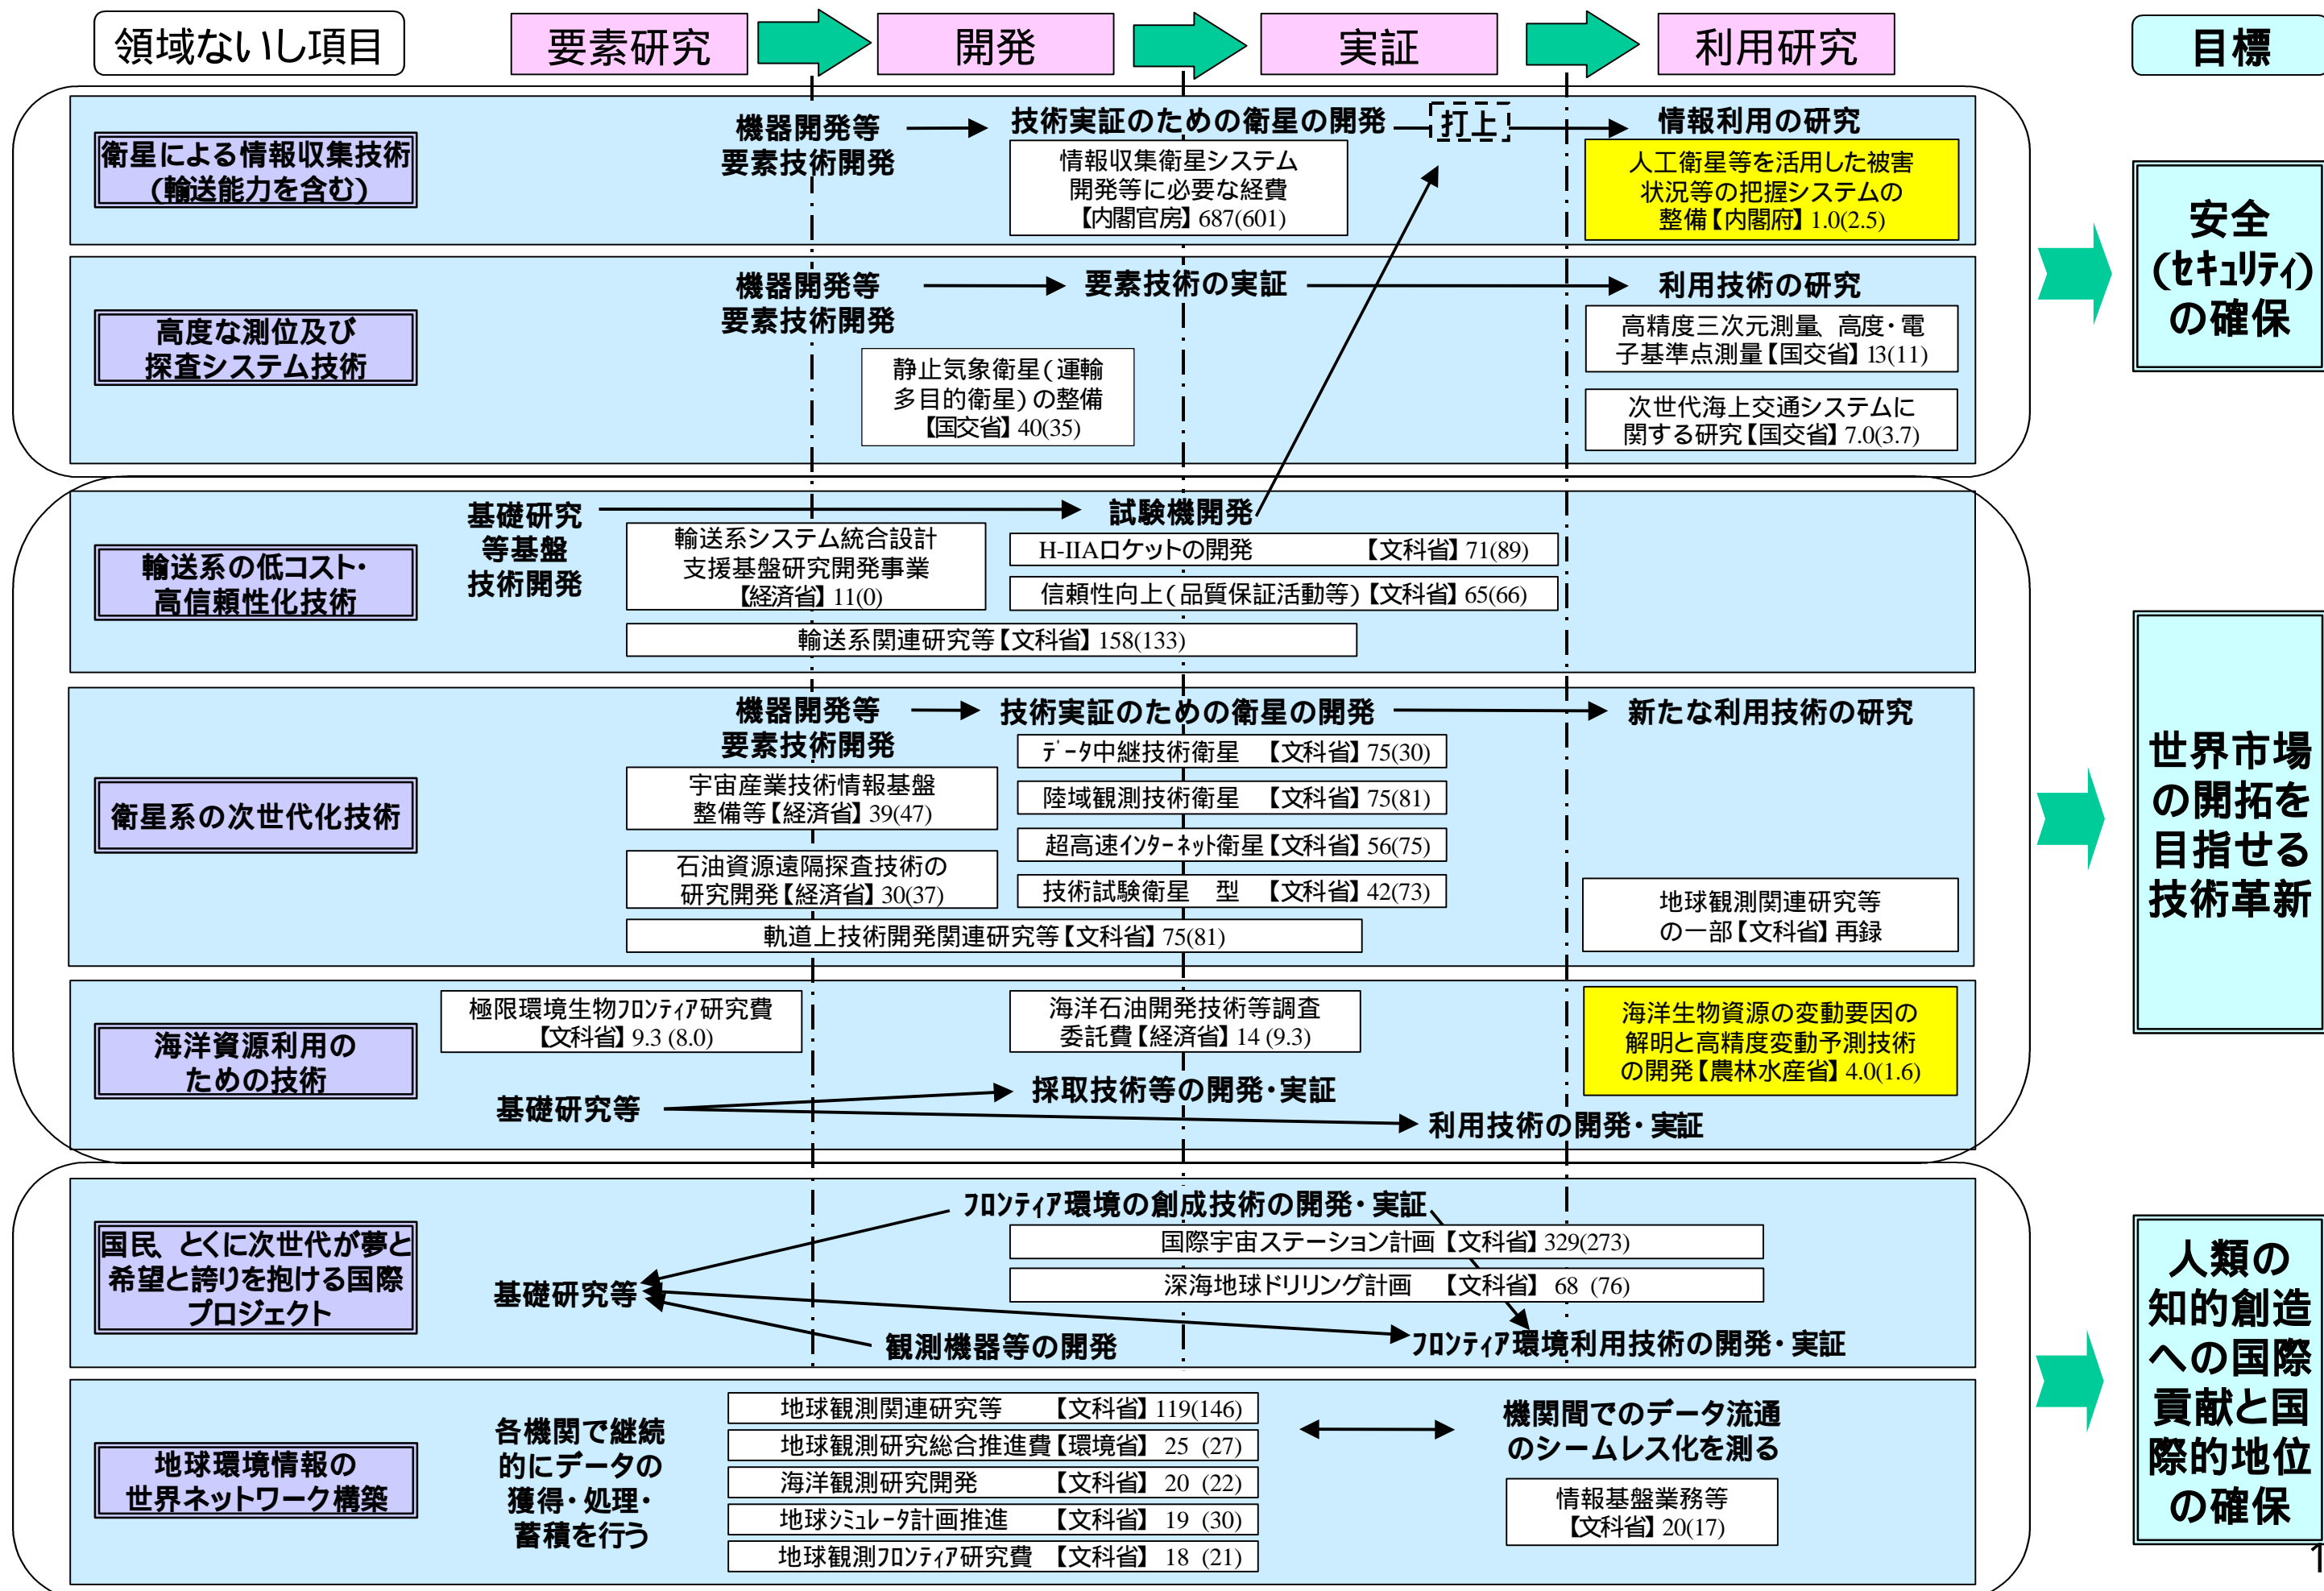 領域ないし項目
要素研究
開発
実証
利用研究
目標
衛星による情報収集技術
(輸送能力を含む)
機器開発等
要素技術開発
技術実証のための衛星の開発
打上
情報利用の研究
情報収集衛星システム
開発等に必要な経費
【内閣官房】 687(601)
人工衛星等を活用した被害
状況等の把握システムの
整備【内閣府】 1.0(2.5)
高度な測位及び
探査システム技術
機器開発等
要素技術開発
要素技術の実証
利用技術の研究
静止気象衛星(運輸
多目的衛星)の整備
【国交省】 40(35)
高精度三次元測量、高度・電
子基準点測量【国交省】 13(11)
次世代海上交通システムに
関する研究【国交省】 7.0(3.7)
安全
(ｾｷｭﾘﾃｨ)
の確保
輸送系の低コスト・
高信頼性化技術
基礎研究
等基盤
技術開発
試験機開発
輸送系システム統合設計
支援基盤研究開発事業
【経済省】 11(0)
H-IIAロケットの開発 【文科省】 71(89)
信頼性向上(品質保証活動等)【文科省】 65(66)
輸送系関連研究等【文科省】 158(133)
衛星系の次世代化技術
機器開発等
要素技術開発
技術実証のための衛星の開発
新たな利用技術の研究
宇宙産業技術情報基盤
整備等【経済省】 39(47)
石油資源遠隔探査技術の
研究開発【経済省】 30(37)
ﾃﾞｰﾀ中継技術衛星 【文科省】 75(30)
陸域観測技術衛星 【文科省】 75(81)
超高速ｲﾝﾀｰﾈｯﾄ衛星【文科省】 56(75)
技術試験衛星 型 【文科省】 42(73)
軌道上技術開発関連研究等【文科省】 75(81)
地球観測関連研究等
の一部【文科省】再録
海洋資源利用の
ための技術
極限環境生物ﾌﾛﾝﾃｨｱ研究費
【文科省】 9.3 (8.0)
海洋石油開発技術等調査
委託費【経済省】 14 (9.3)
海洋生物資源の変動要因の
解明と高精度変動予測技術
の開発【農林水産省】 4.0(1.6)
基礎研究等
採取技術等の開発・実証
利用技術の開発・実証
世界市場
の開拓を
目指せる
技術革新
国民、とくに次世代が夢と
希望と誇りを抱ける国際
プロジェクト
ﾌﾛﾝﾃｨｱ環境の創成技術の開発・実証
国際宇宙ステーション計画【文科省】 329(273)
深海地球ドリリング計画 【文科省】 68 (76)
基礎研究等
観測機器等の開発
ﾌﾛﾝﾃｨｱ環境利用技術の開発・実証
地球環境情報の
世界ネットワーク構築
各機関で継続
的にデータの
獲得・処理・
蓄積を行う
地球観測関連研究等 【文科省】 119(146)
地球観測研究総合推進費【環境省】 25 (27)
海洋観測研究開発 【文科省】 20 (22)
地球ｼﾐｭﾚｰﾀ計画推進 【文科省】 19 (30)
地球観測ﾌﾛﾝﾃｨｱ研究費 【文科省】 18 (21)
機関間でのデータ流通
のシームレス化を測る
情報基盤業務等
【文科省】 20(17)
人類の
知的創造
への国際
貢献と国
際的地位
の確保
1